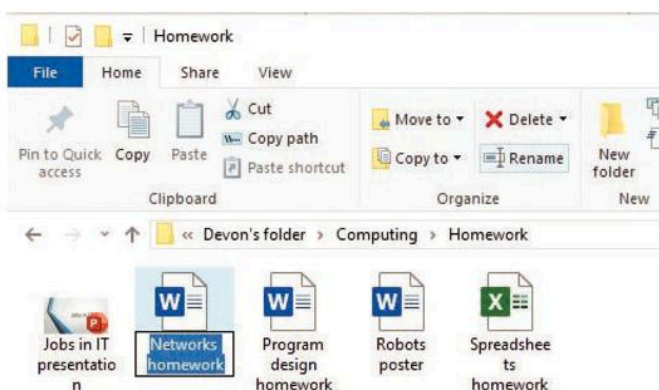 Homework
File Home Share View
Pin to Quick access
Copy
Paste
Cut
Copy path
Paste shortcut
Clipboard
Move to
Copy to
Delete
Rename
Organize
New folder
New
« Devon's folder > Computing > Homework
Jobs in IT
presentatio
n
Networks
homework
Program
design
homework
Robots
poster
Spreadshee
ts
homework